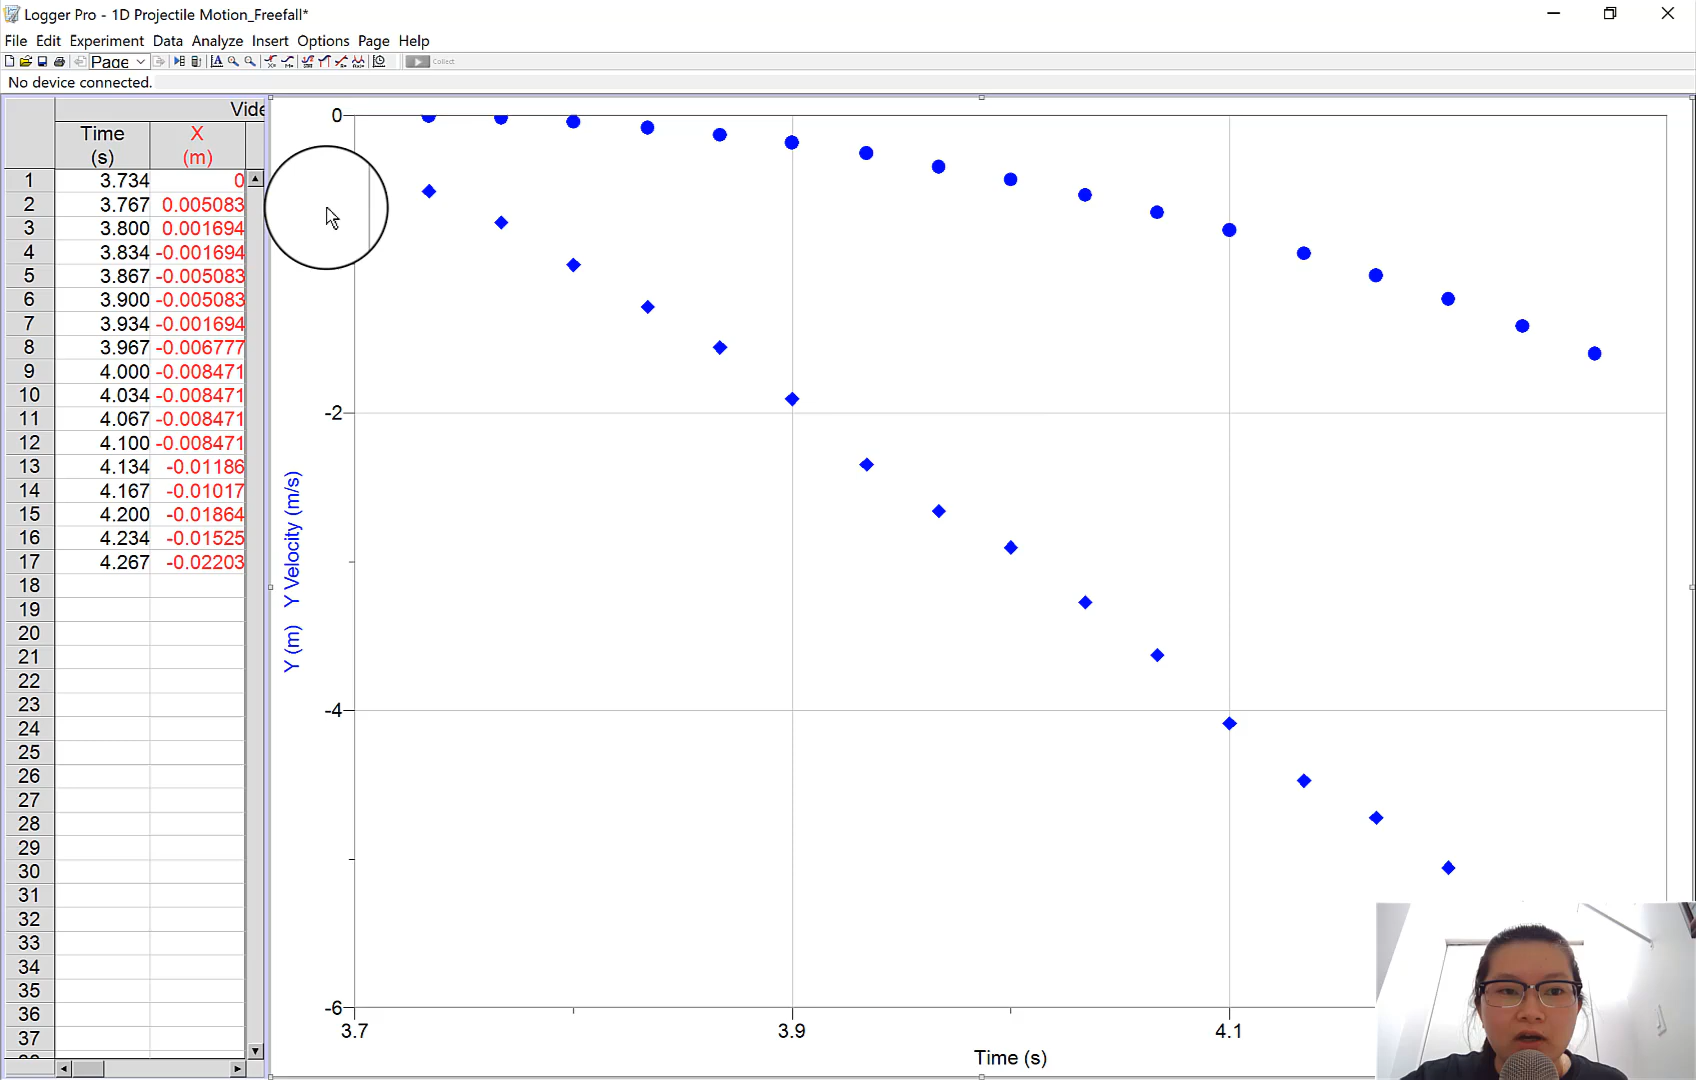 Logger Pro - 1D Projectile Motion_Freefall*
File Edit Experiment Data Analyze Insert Options Page Help
Page
Collect
No device connected.
Vide
Time (s) X (m)
1 3.734 0
2 3.767 0.005083
3 3.800 0.001694
4 3.834 -0.001694
5 3.867 -0.005083
6 3.900 -0.005083
7 3.934 -0.001694
8 3.967 -0.006777
9 4.000 -0.008471
10 4.034 -0.008471
11 4.067 -0.008471
12 4.100 -0.008471
13 4.134 -0.01186
14 4.167 -0.01017
15 4.200 -0.01864
16 4.234 -0.01525
17 4.267 -0.02203
18
19
20
21
22
23
24
25
26
27
28
29
30
31
32
33
34
35
36
37
0
-2
-4
-6
Y (m) Y Velocity (m/s)
3.7 3.9 4.1
Time (s)